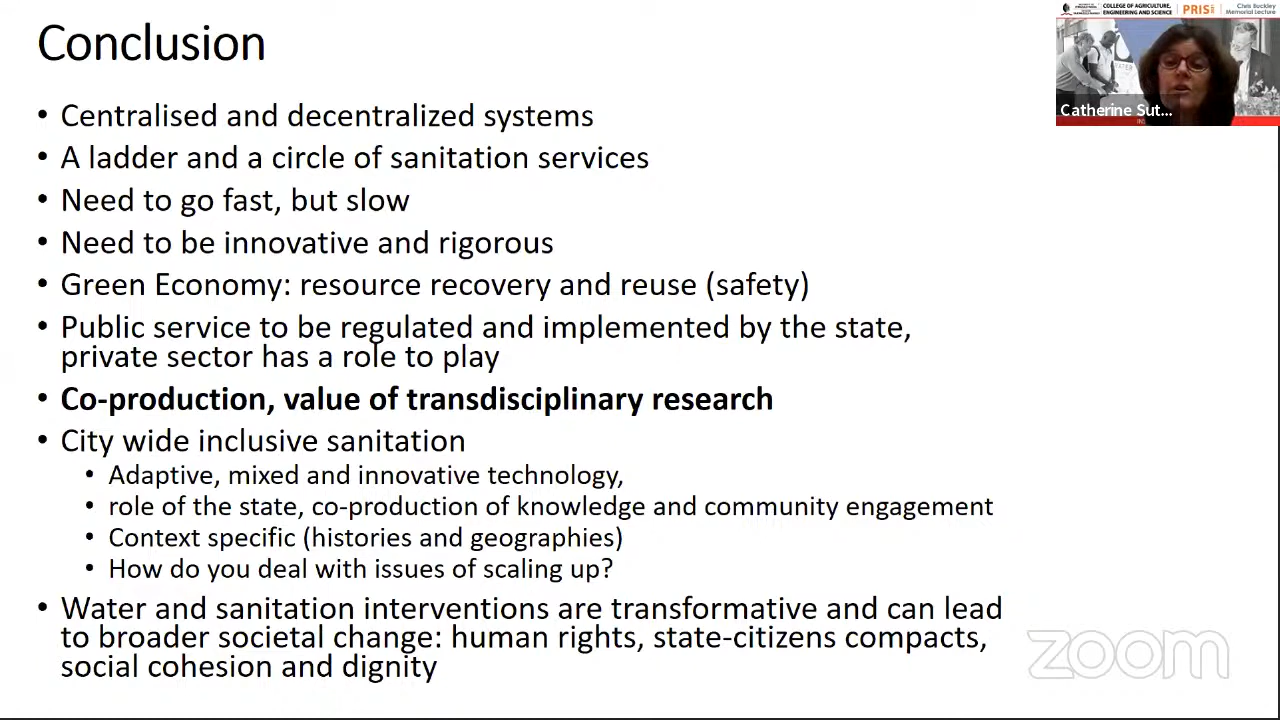 Conclusion
• Centralised and decentralized systems
• A ladder and a circle of sanitation services
• Need to go fast, but slow
• Need to be innovative and rigorous
• Green Economy: resource recovery and reuse (safety)
• Public service to be regulated and implemented by the state,
private sector has a role to play
• Co-production, value of transdisciplinary research
• City wide inclusive sanitation
• Adaptive, mixed and innovative technology,
• role of the state, co-production of knowledge and community engagement
• Context specific (histories and geographies)
• How do you deal with issues of scaling up?
• Water and sanitation interventions are transformative and can lead
to broader societal change: human rights, state-citizens compacts,
social cohesion and dignity
COLLEGE OF AGRICULTURE,
ENGINEERING AND SCIENCE
PRIS
Chris Buckley
Memorial Lecture
Catherine Sut...
zoom